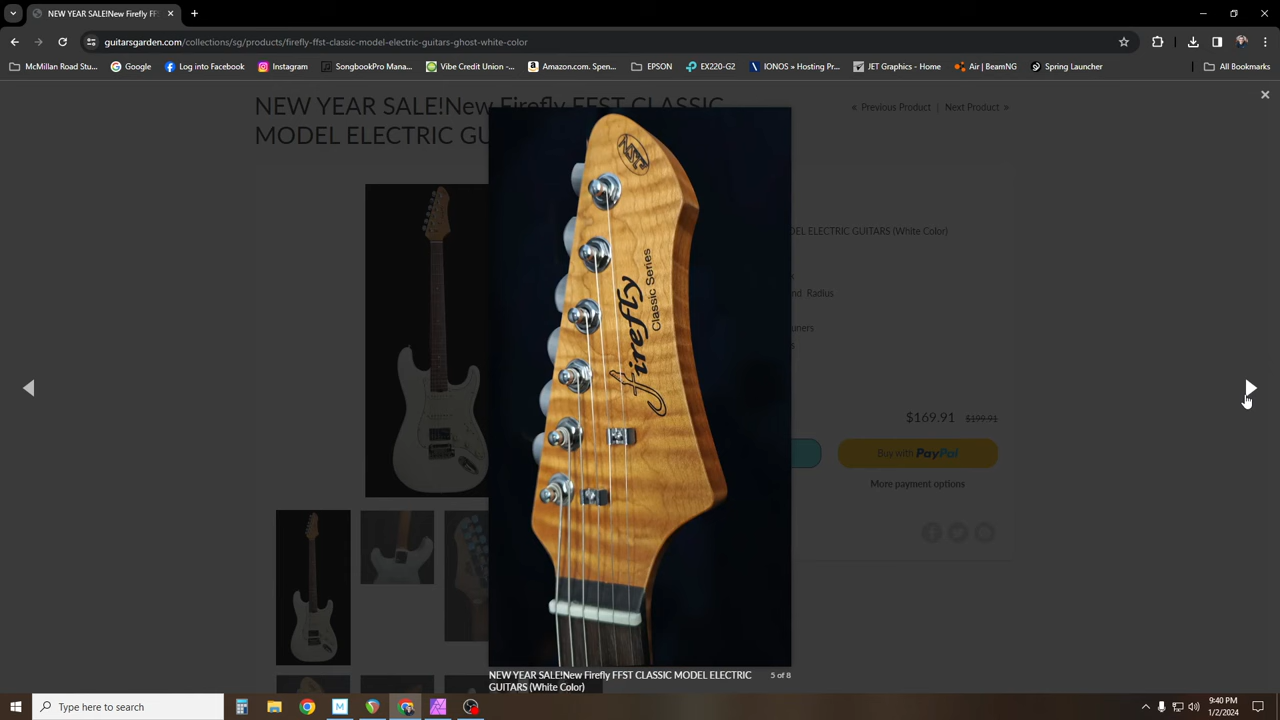 NEW YEAR SALE!New Firefly FF
guitarsgarden.com/collections/sg/products/firefly-ffst-classic-model-electric-guitars-ghost-white-color
McMillan Road Stu...
Google
Log into Facebook
Instagram
SongbookPro Mana...
Vibe Credit Union -...
Amazon.com. Spen...
EPSON
EX220-G2
IONOS » Hosting Pr...
JET Graphics - Home
Air | BeamNG
Spring Launcher
All Bookmarks
NEW YEAR SALE!New Firefly FFST CLASSIC
MODEL ELECTRIC GU
« Previous Product | Next Product »
Firefly
Classic Series
MODEL ELECTRIC GUITARS (White Color)
nd Radius
uners
$169.91 $199.91
Buy with PayPal
More payment options
NEW YEAR SALE!New Firefly FFST CLASSIC MODEL ELECTRIC
GUITARS (White Color)
5 of 8
Type here to search
9:40 PM
1/2/2024